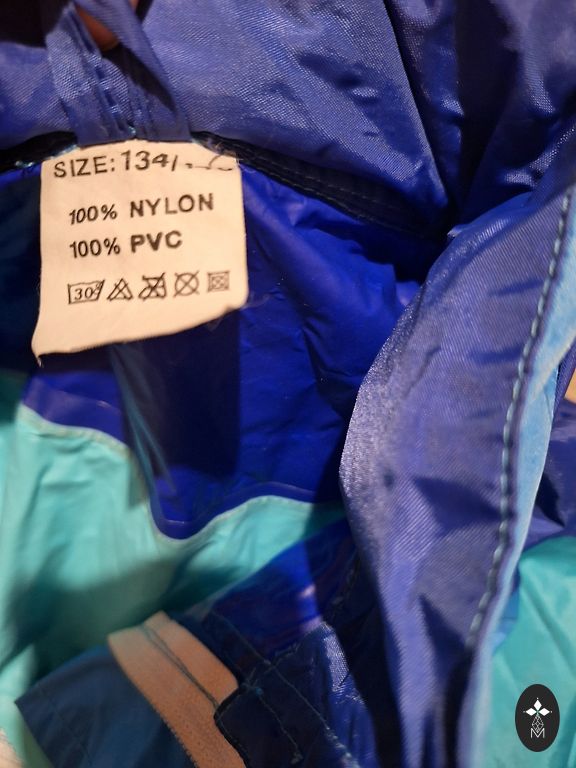 SIZE: 134/
100% NYLON
100% PVC
30°
M